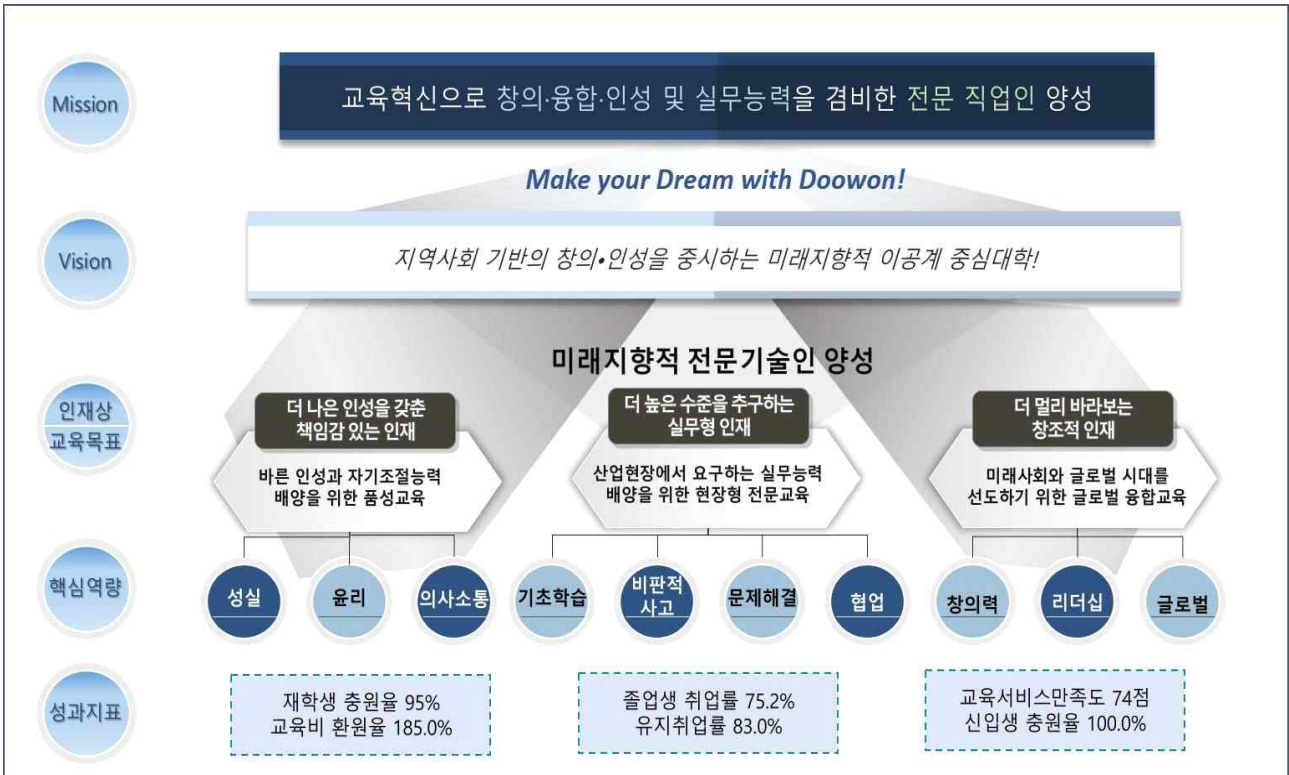 Mission
교육혁신으로 창의·융합·인성 및 실무능력을 겸비한 전문 직업인 양성
Make your Dream with Doowon!
Vision
지역사회 기반의 창의•인성을 중시하는 미래지향적 이공계 중심대학!
미래지향적 전문기술인 양성
인재상
교육목표
더 나은 인성을 갖춘
책임감 있는 인재
바른 인성과 자기조절능력
배양을 위한 품성교육
더 높은 수준을 추구하는
실무형 인재
산업현장에서 요구하는 실무능력
배양을 위한 현장형 전문교육
더 멀리 바라보는
창조적 인재
미래사회와 글로벌 시대를
선도하기 위한 글로벌 융합교육
핵심역량
성실
윤리
의사소통
기초학습
비판적
사고
문제해결
협업
창의력
리더십
글로벌
성과지표
재학생 충원율 95%
교육비 환원율 185.0%
졸업생 취업률 75.2%
유지취업률 83.0%
교육서비스만족도 74점
신입생 충원율 100.0%